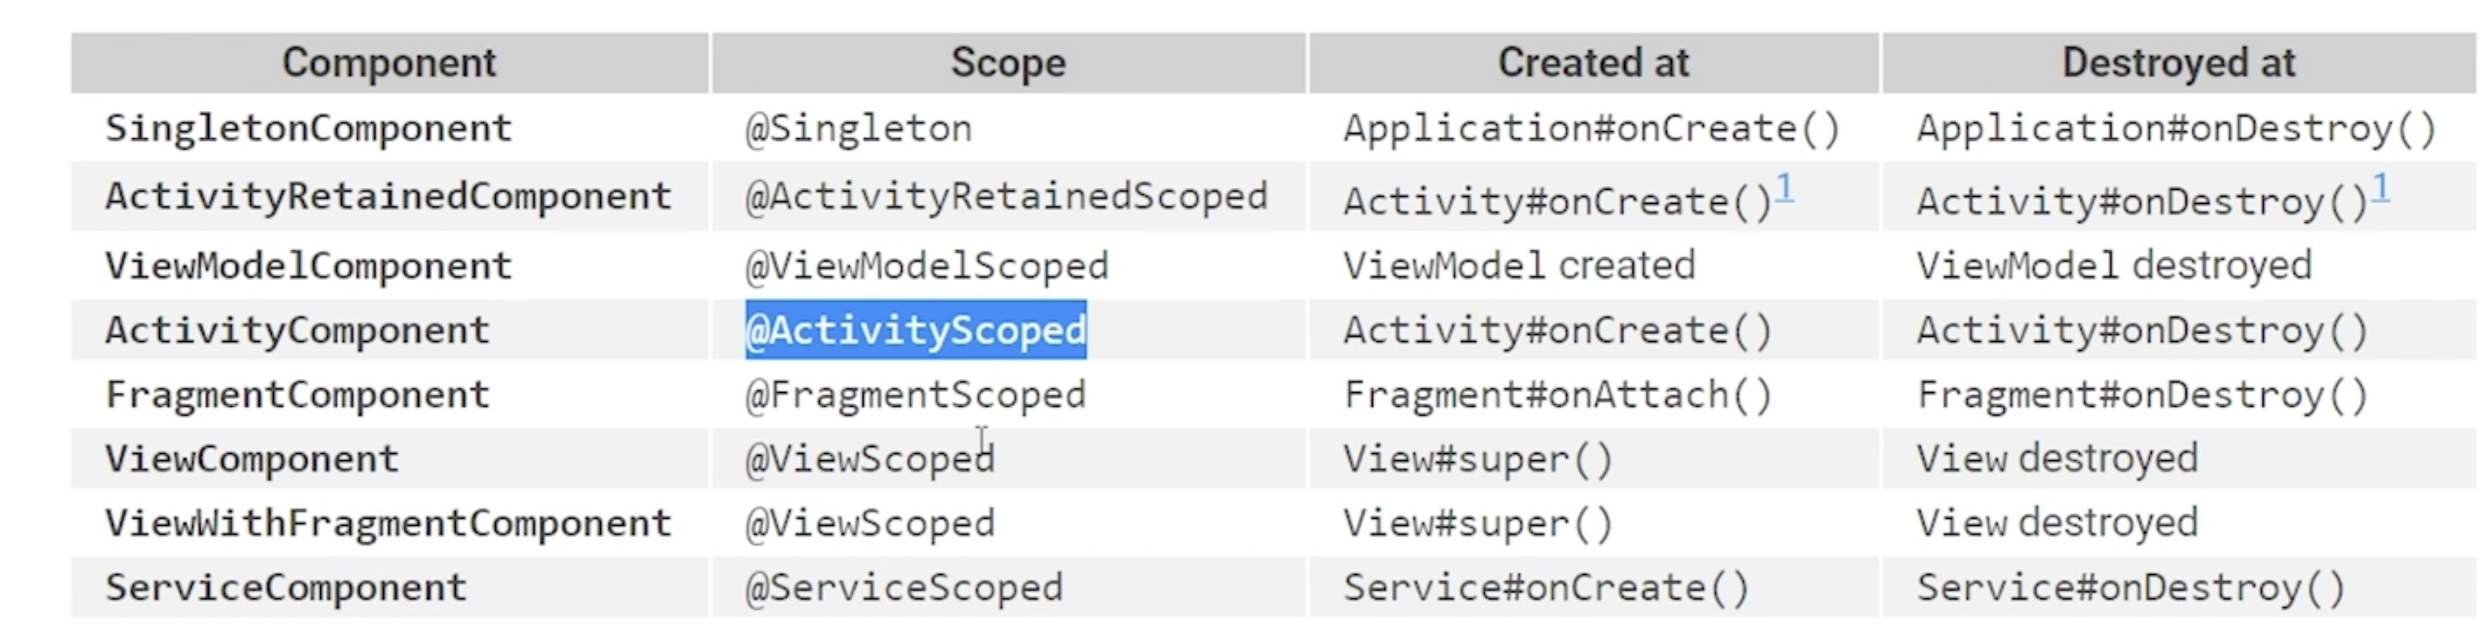 Component Scope Created at Destroyed at
SingletonComponent @Singleton Application#onCreate() Application#onDestroy()
ActivityRetainedComponent @ActivityRetainedScoped Activity#onCreate()1 Activity#onDestroy()1
ViewModelComponent @ViewModelScoped ViewModel created ViewModel destroyed
ActivityComponent @ActivityScoped Activity#onCreate() Activity#onDestroy()
FragmentComponent @FragmentScoped Fragment#onAttach() Fragment#onDestroy()
ViewComponent @ViewScoped View#super() View destroyed
ViewWithFragmentComponent @ViewScoped View#super() View destroyed
ServiceComponent @ServiceScoped Service#onCreate() Service#onDestroy()